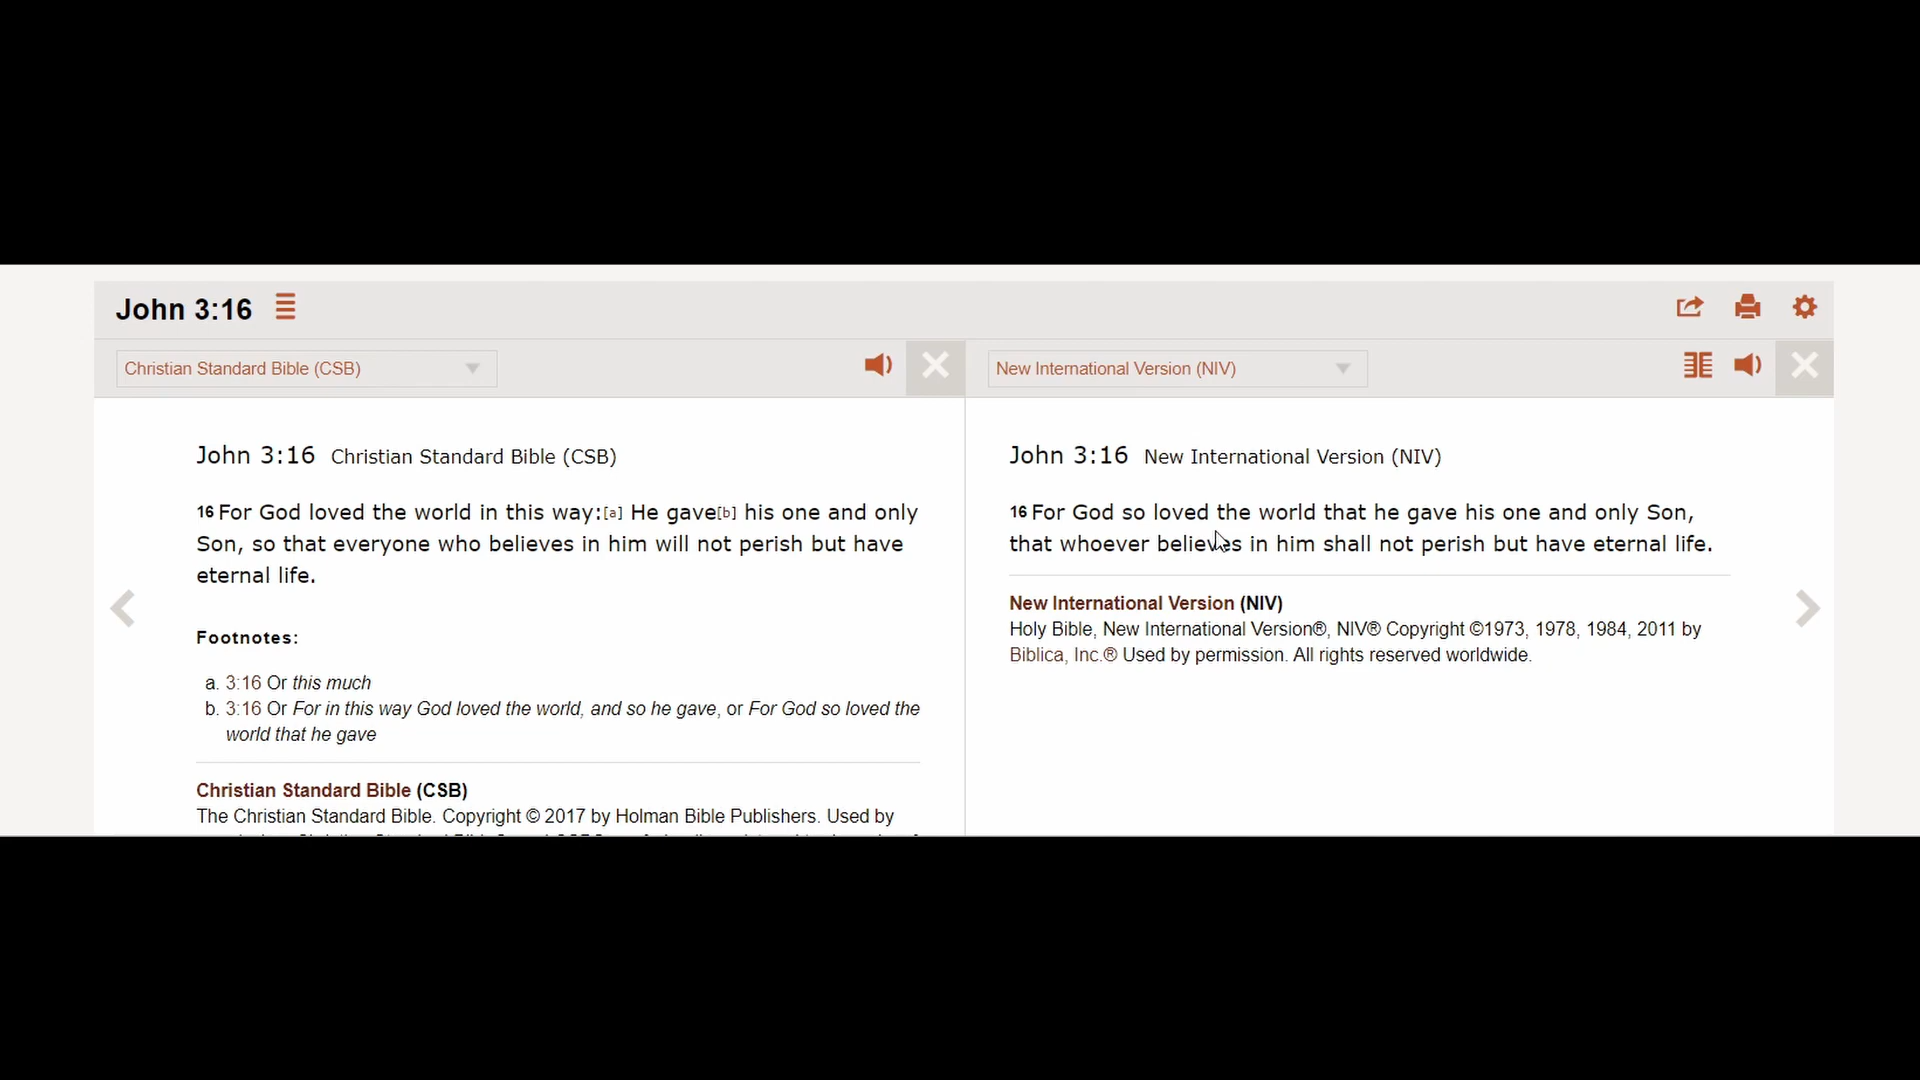 John 3:16
Christian Standard Bible (CSB)
New International Version (NIV)
John 3:16 Christian Standard Bible (CSB)
16 For God loved the world in this way:[a] He gave[b] his one and only
Son, so that everyone who believes in him will not perish but have
eternal life.
Footnotes:
a. 3:16 Or this much
b. 3:16 Or For in this way God loved the world, and so he gave, or For God so loved the
world that he gave
Christian Standard Bible (CSB)
The Christian Standard Bible. Copyright © 2017 by Holman Bible Publishers. Used by
John 3:16 New International Version (NIV)
16 For God so loved the world that he gave his one and only Son,
that whoever believes in him shall not perish but have eternal life.
New International Version (NIV)
Holy Bible, New International Version®, NIV® Copyright ©1973, 1978, 1984, 2011 by
Biblica, Inc.® Used by permission. All rights reserved worldwide.